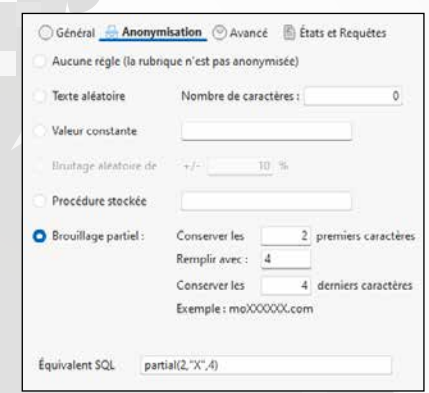 Général Anonymisation Avancé États et Requêtes
Aucune règle (la rubrique n'est pas anonymisée)
Texte aléatoire Nombre de caractères : 0
Valeur constante
Bruitage aléatoire de +/- 10 %
Procédure stockée
Brouillage partiel : Conserver les 2 premiers caractères
Remplir avec : 4
Conserver les 4 derniers caractères
Exemple : moXXXXXX.com
Équivalent SQL partial(2,"X",4)